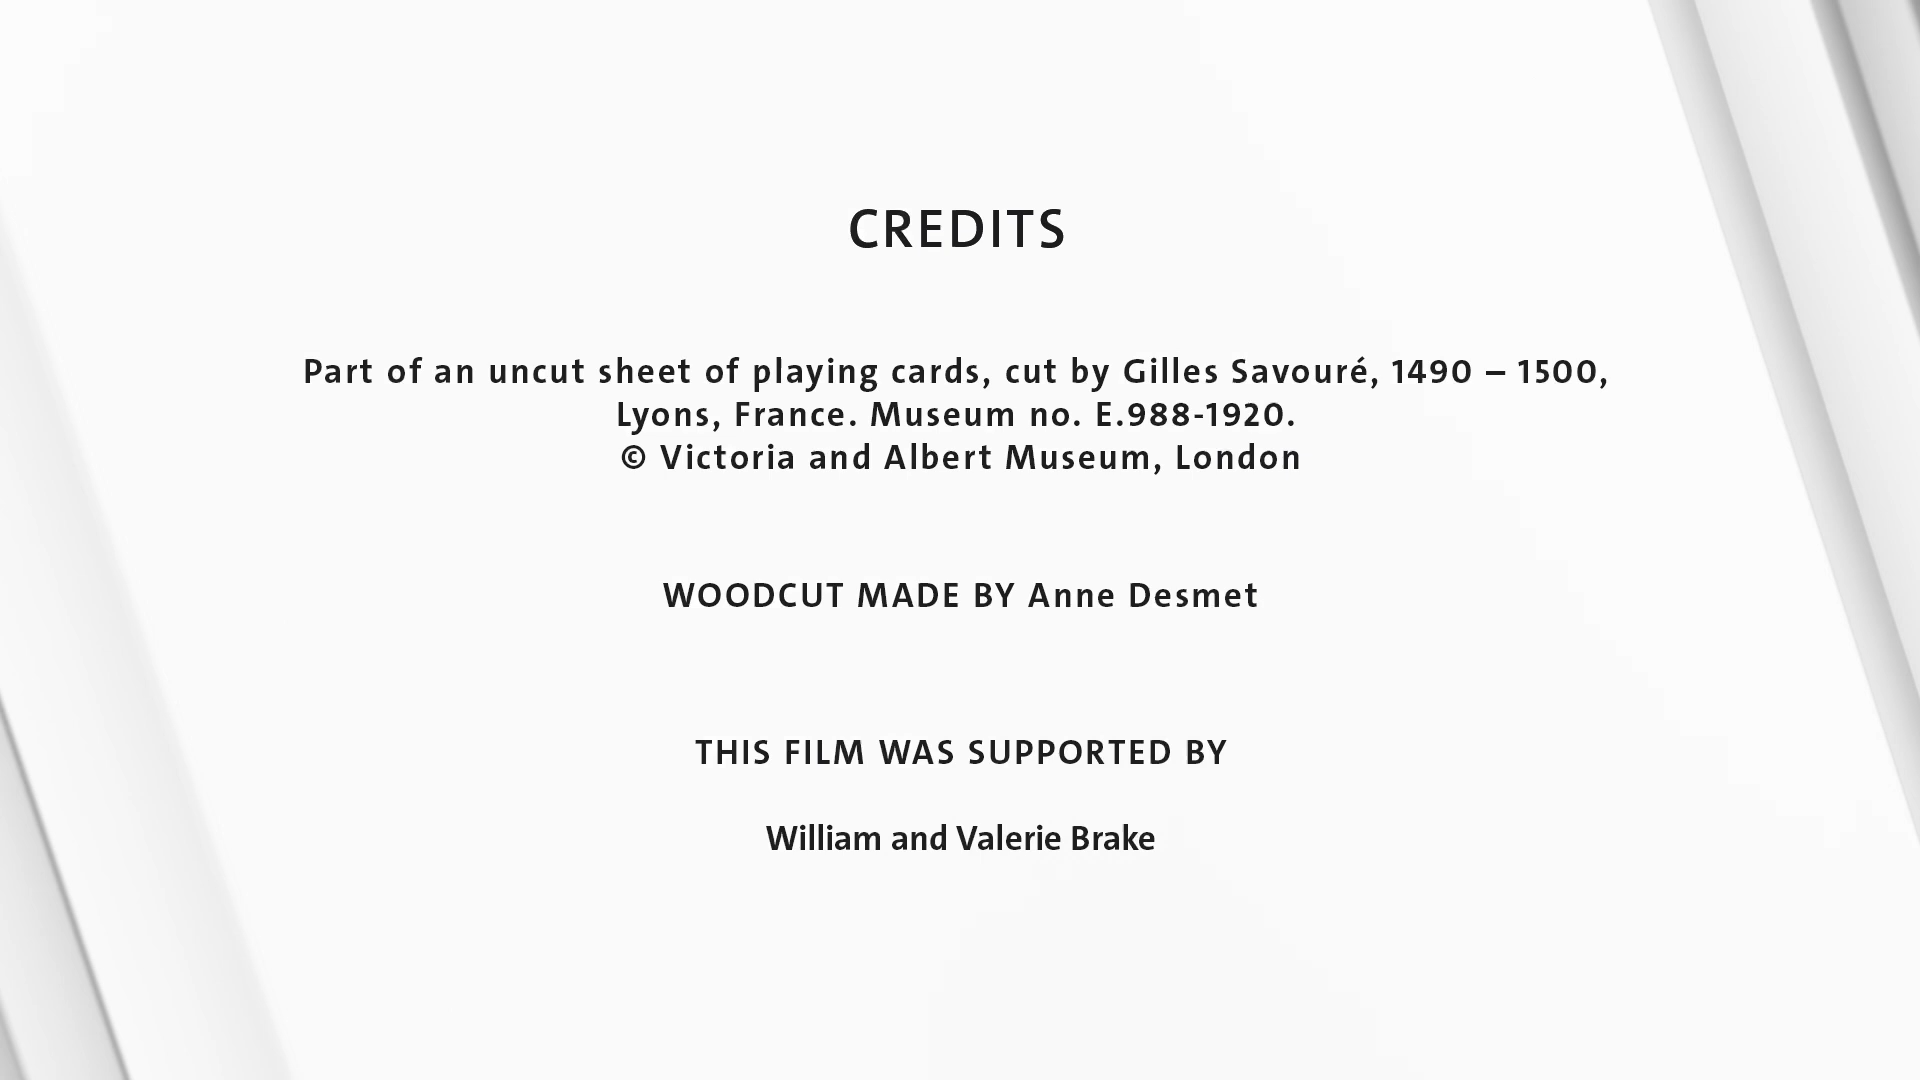 CREDITS
Part of an uncut sheet of playing cards, cut by Gilles Savouré, 1490 – 1500,
Lyons, France. Museum no. E.988-1920.
© Victoria and Albert Museum, London
WOODCUT MADE BY Anne Desmet
THIS FILM WAS SUPPORTED BY
William and Valerie Brake